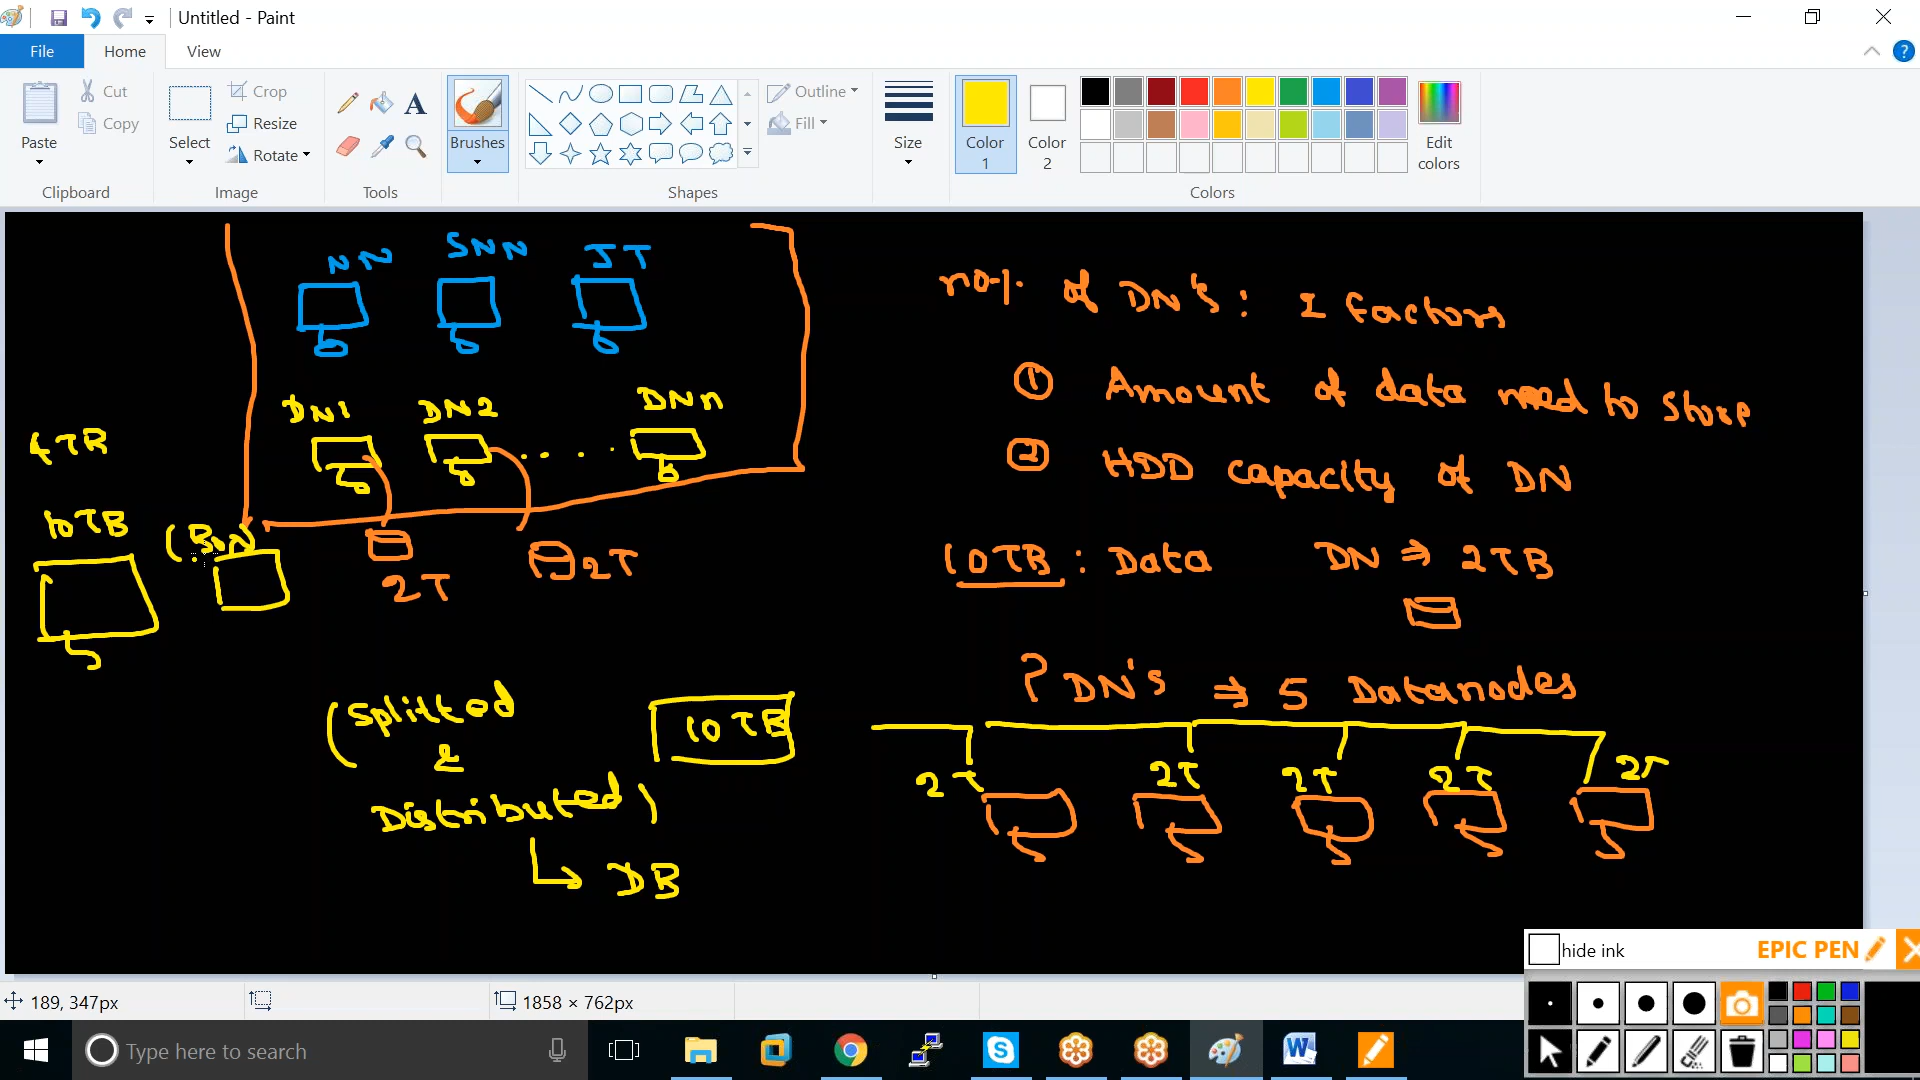 Untitled - Paint
File
Home
View
Paste
Cut
Copy
Clipboard
Select
Crop
Resize
Rotate
Image
A
Tools
Brushes
Outline
Fill
Shapes
Size
Color 1
Color 2
Edit colors
Colors
NN
SNN
JT
DN1
DN2
DNn
. . . .
10TB
2T
2T
(Splitted
&
Distributed)
DB
10TB
of DN's : 2 factors
① Amount of data need to store
② HDD capacity of DN
10TB : Data
DN ⇒ 2TB
? DN's ⇒ 5 Datanodes
2T
2T
2T
2T
2T
hide ink
EPIC PEN
189, 347px
1858 × 762px
Type here to search